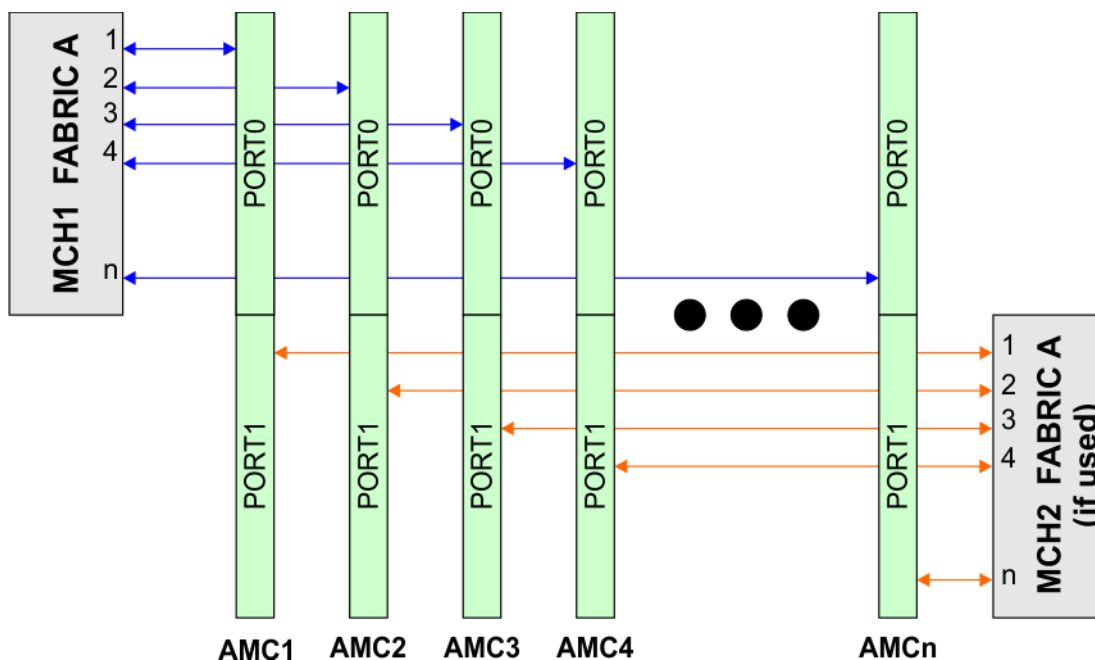 MCH1 FABRIC A
1
2
3
4
n
PORT0
PORT0
PORT0
PORT0
PORT0
PORT1
PORT1
PORT1
PORT1
PORT1
1
2
3
4
n
MCH2 FABRIC A
(if used)
AMC1
AMC2
AMC3
AMC4
AMCn